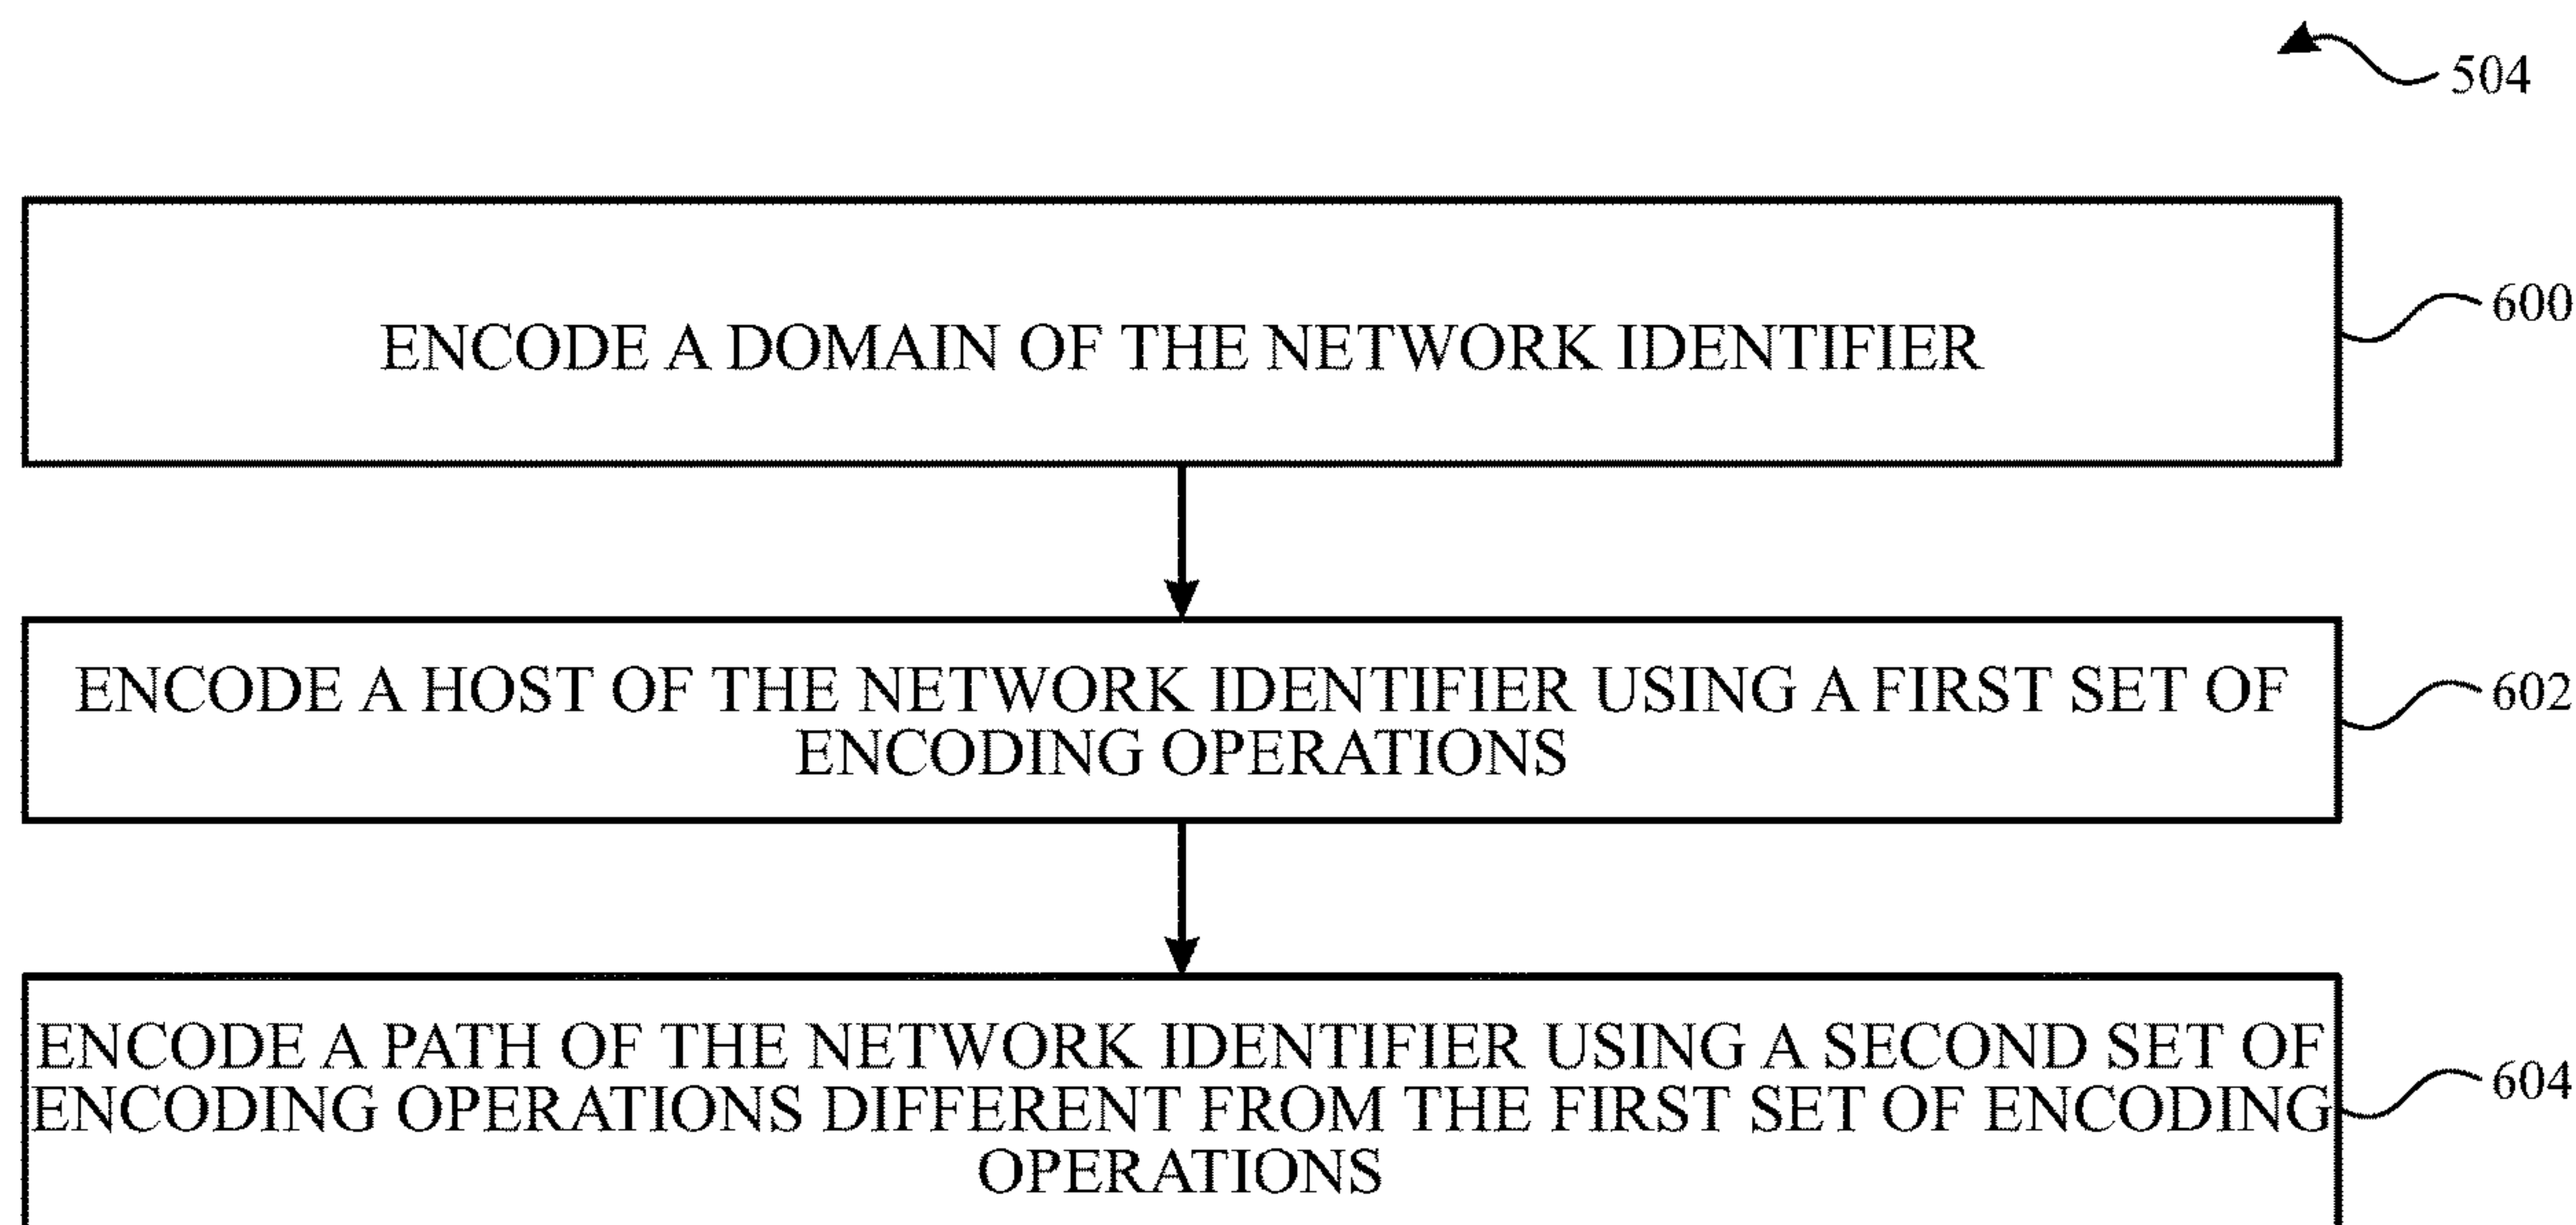 504
ENCODE A DOMAIN OF THE NETWORK IDENTIFIER
600
ENCODE A HOST OF THE NETWORK IDENTIFIER USING A FIRST SET OF
ENCODING OPERATIONS
602
ENCODE A PATH OF THE NETWORK IDENTIFIER USING A SECOND SET OF
ENCODING OPERATIONS DIFFERENT FROM THE FIRST SET OF ENCODING
OPERATIONS
604